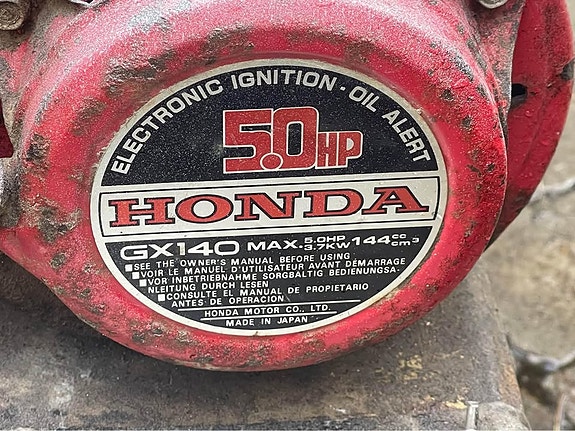 ELECTRONIC IGNITION · OIL ALERT
5.0HP
HONDA
GX140 MAX. 5.0HP 3.7KW 144cc cm³
■SEE THE OWNER'S MANUAL BEFORE USING
■VOIR LE MANUEL D'UTILISATEUR AVANT DÉMARRAGE
■VOR INBETRIEBNAHME SORGBALTIG BEDIENUNGSA-
NLEITUNG DURCH LESEN
■CONSULTE EL MANUAL DE PROPIETARIO
ANTES DE OPERACION
HONDA MOTOR CO., LTD.
MADE IN JAPAN